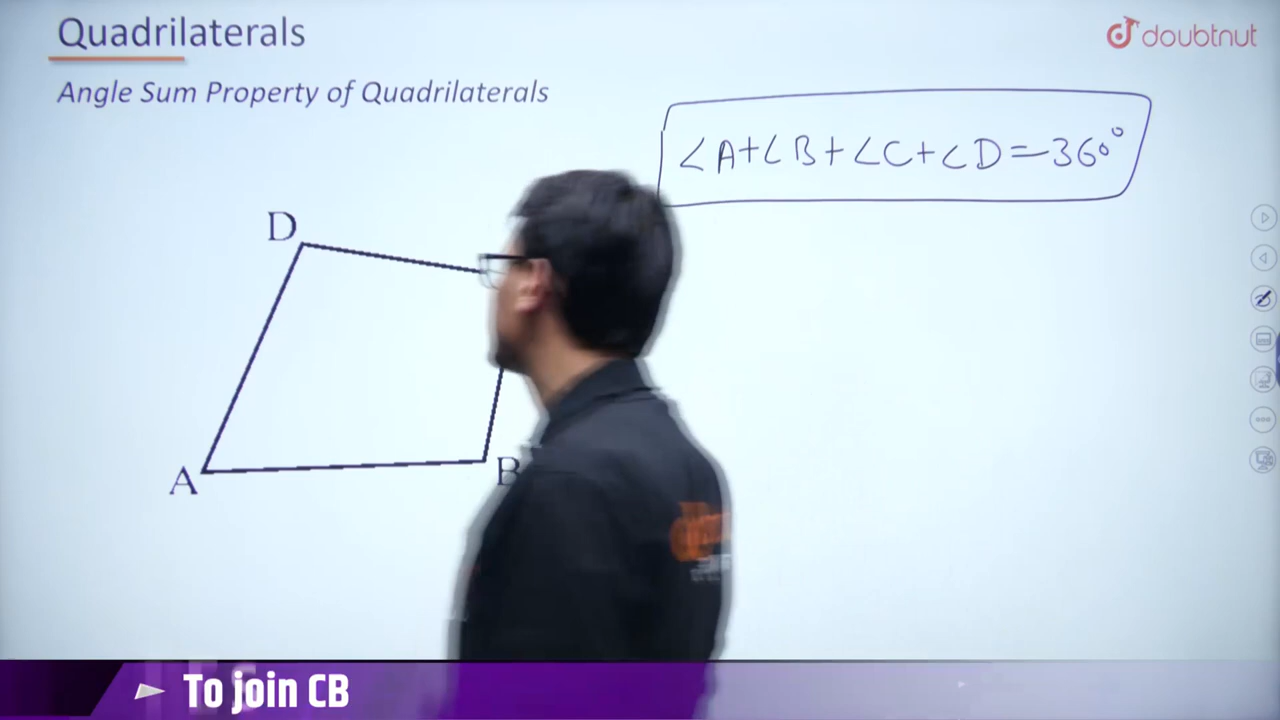 Quadrilaterals
doubtnut
Angle Sum Property of Quadrilaterals
∠A+∠B+∠C+∠D=360°
D
A
B
To join CB